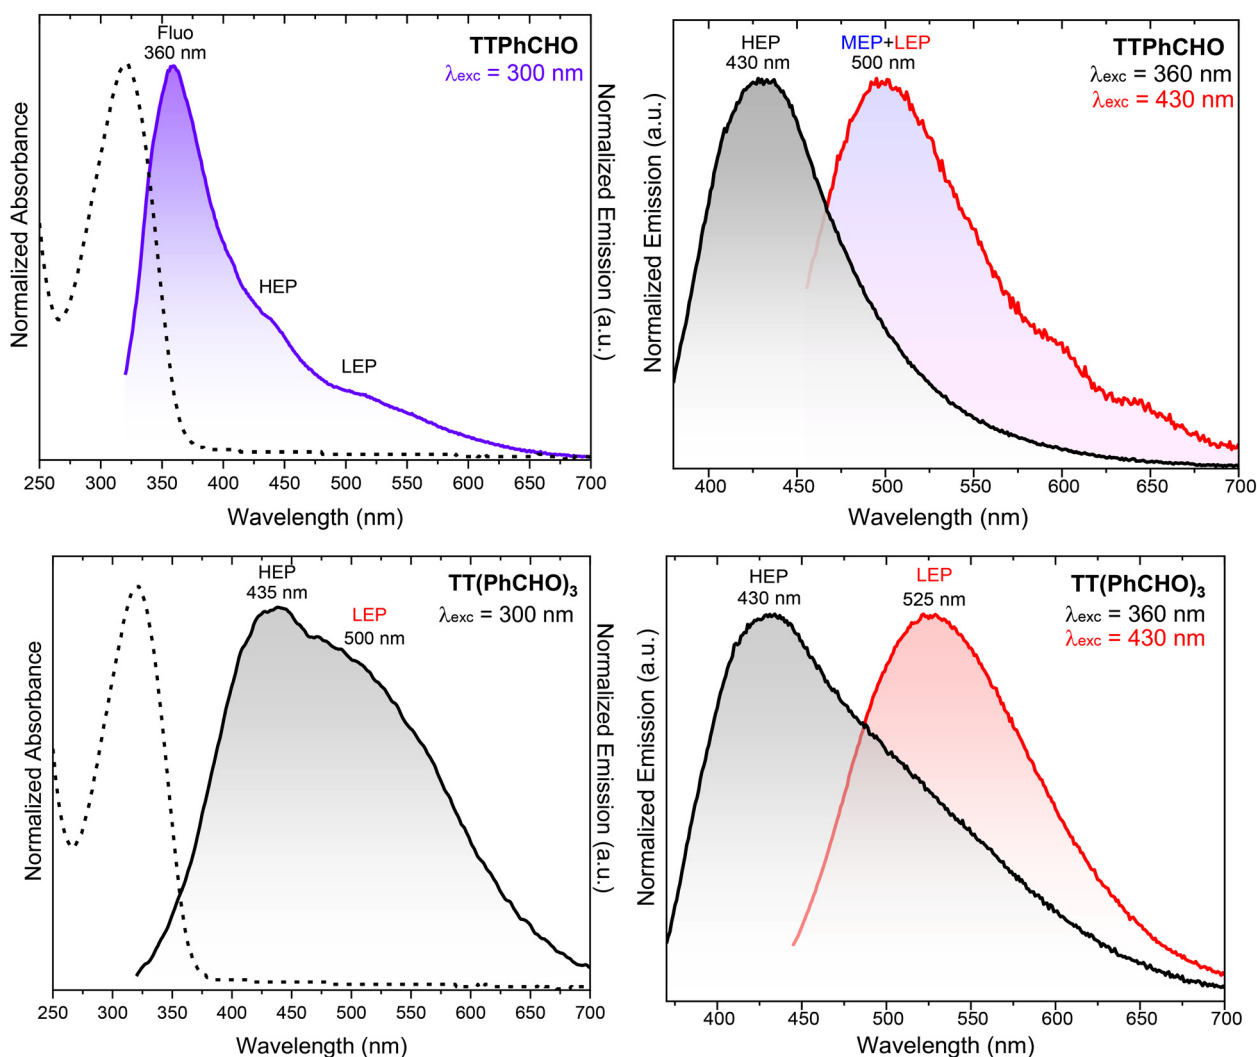 Fluo
360 nm
TTPhCHO
λexc = 300 nm
HEP
LEP
Normalized Absorbance
Normalized Emission (a.u.)
250 300 350 400 450 500 550 600 650 700
Wavelength (nm)
HEP
430 nm
MEP+LEP
500 nm
TTPhCHO
λexc = 360 nm
λexc = 430 nm
Normalized Emission (a.u.)
400 450 500 550 600 650 700
Wavelength (nm)
HEP
435 nm
LEP
500 nm
TT(PhCHO)₃
λexc = 300 nm
Normalized Absorbance
Normalized Emission (a.u.)
250 300 350 400 450 500 550 600 650 700
Wavelength (nm)
HEP
430 nm
LEP
525 nm
TT(PhCHO)₃
λexc = 360 nm
λexc = 430 nm
Normalized Emission (a.u.)
400 450 500 550 600 650 700
Wavelength (nm)